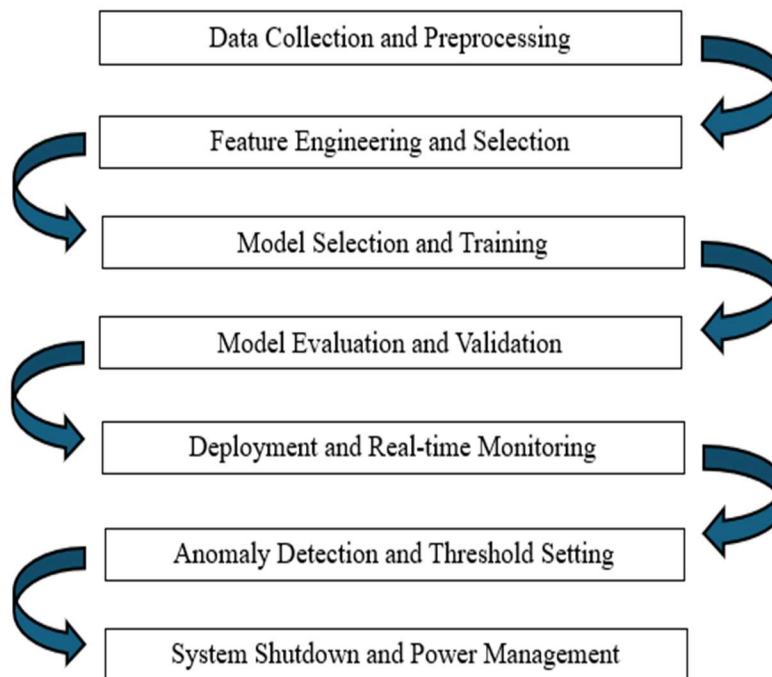 Data Collection and Preprocessing
Feature Engineering and Selection
Model Selection and Training
Model Evaluation and Validation
Deployment and Real-time Monitoring
Anomaly Detection and Threshold Setting
System Shutdown and Power Management